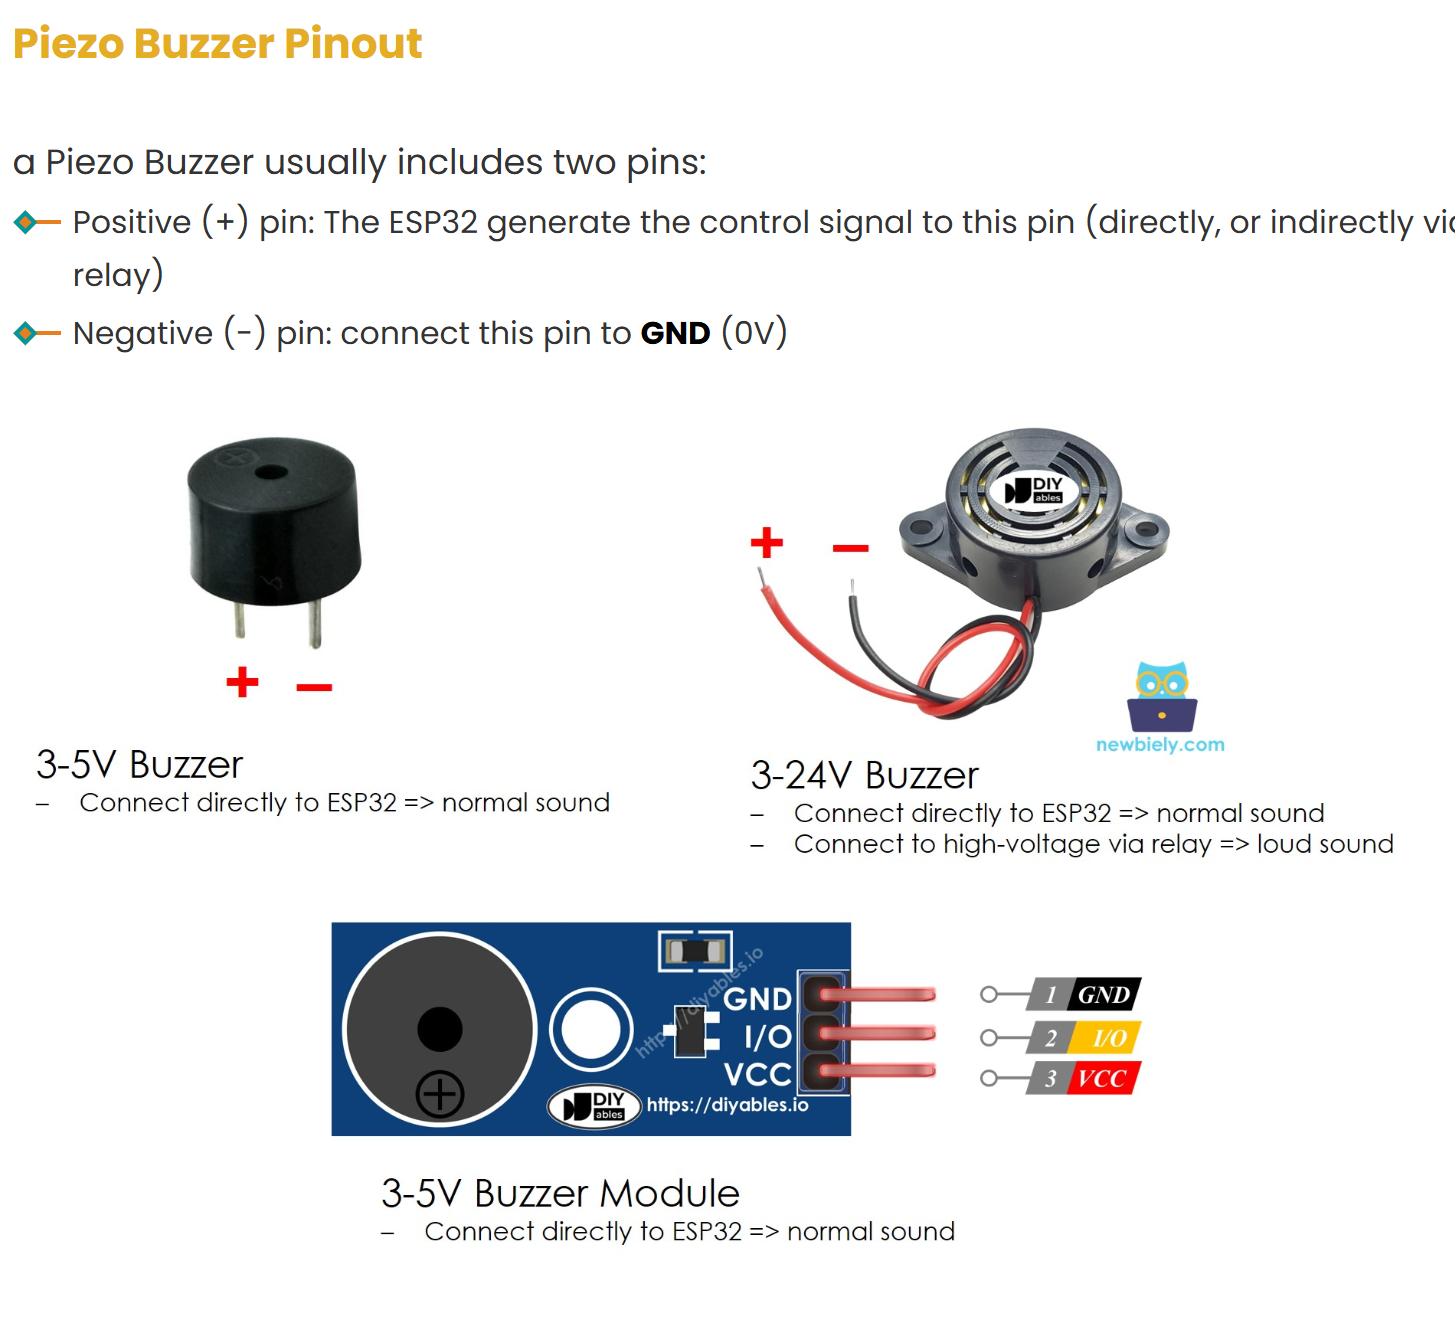 Piezo Buzzer Pinout
a Piezo Buzzer usually includes two pins:
Positive (+) pin: The ESP32 generate the control signal to this pin (directly, or indirectly
relay)
Negative (-) pin: connect this pin to GND (0V)
DIY
ables
+ −
+ −
newbiely.com
3-5V Buzzer
– Connect directly to ESP32 => normal sound
3-24V Buzzer
– Connect directly to ESP32 => normal sound
– Connect to high-voltage via relay => loud sound
https://diyables.io
GND
I/O
VCC
1 GND
2 I/O
3 VCC
DIY
ables
https://diyables.io
3-5V Buzzer Module
– Connect directly to ESP32 => normal sound